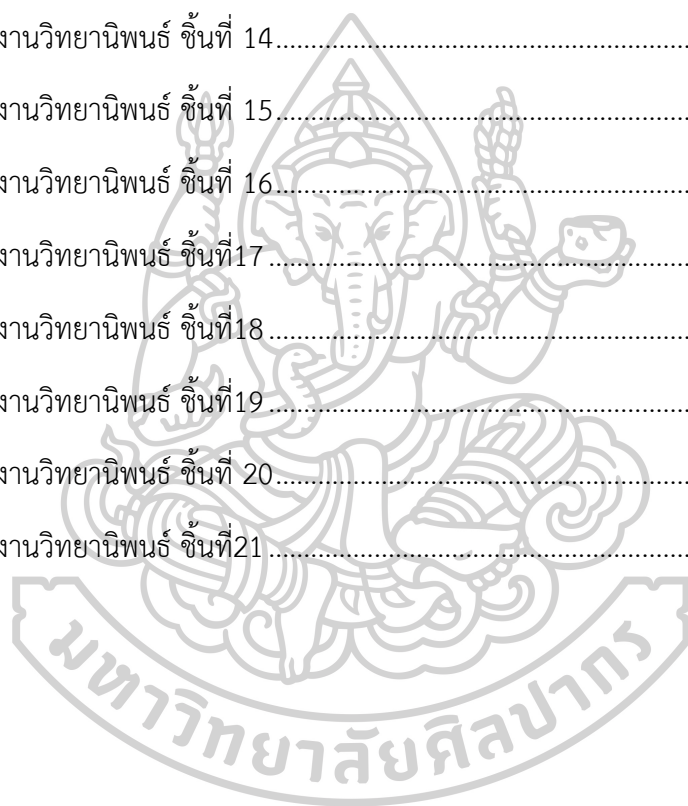 งานวิทยานิพนธ์ ชิ้นที่ 14
งานวิทยานิพนธ์ ชิ้นที่ 15
งานวิทยานิพนธ์ ชิ้นที่ 16
งานวิทยานิพนธ์ ชิ้นที่17
งานวิทยานิพนธ์ ชิ้นที่18
งานวิทยานิพนธ์ ชิ้นที่19
งานวิทยานิพนธ์ ชิ้นที่ 20
งานวิทยานิพนธ์ ชิ้นที่21
มหาวิทยาลัยศิลปากร